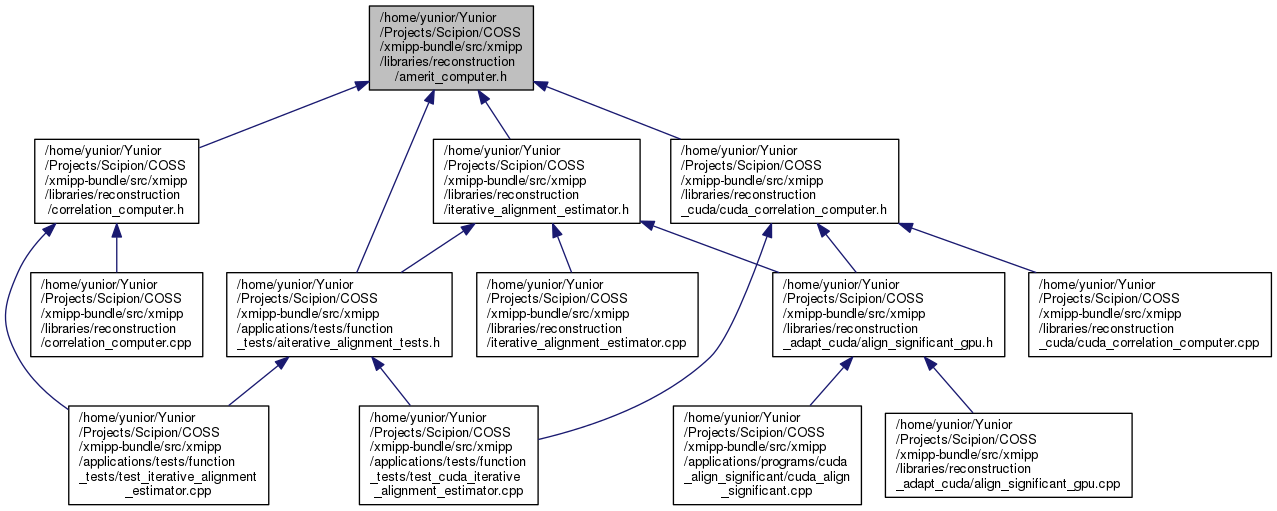 /home/yunior/Yunior
/Projects/Scipion/COSS
/xmipp-bundle/src/xmipp
/libraries/reconstruction
/amerit_computer.h
/home/yunior/Yunior
/Projects/Scipion/COSS
/xmipp-bundle/src/xmipp
/libraries/reconstruction
/correlation_computer.h
/home/yunior/Yunior
/Projects/Scipion/COSS
/xmipp-bundle/src/xmipp
/libraries/reconstruction
/iterative_alignment_estimator.h
/home/yunior/Yunior
/Projects/Scipion/COSS
/xmipp-bundle/src/xmipp
/libraries/reconstruction
_cuda/cuda_correlation_computer.h
/home/yunior/Yunior
/Projects/Scipion/COSS
/xmipp-bundle/src/xmipp
/libraries/reconstruction
/correlation_computer.cpp
/home/yunior/Yunior
/Projects/Scipion/COSS
/xmipp-bundle/src/xmipp
/applications/tests/function
_tests/aiterative_alignment_tests.h
/home/yunior/Yunior
/Projects/Scipion/COSS
/xmipp-bundle/src/xmipp
/libraries/reconstruction
/iterative_alignment_estimator.cpp
/home/yunior/Yunior
/Projects/Scipion/COSS
/xmipp-bundle/src/xmipp
/libraries/reconstruction
_adapt_cuda/align_significant_gpu.h
/home/yunior/Yunior
/Projects/Scipion/COSS
/xmipp-bundle/src/xmipp
/libraries/reconstruction
_cuda/cuda_correlation_computer.cpp
/home/yunior/Yunior
/Projects/Scipion/COSS
/xmipp-bundle/src/xmipp
/applications/tests/function
_tests/test_iterative_alignment
_estimator.cpp
/home/yunior/Yunior
/Projects/Scipion/COSS
/xmipp-bundle/src/xmipp
/applications/tests/function
_tests/test_cuda_iterative
_alignment_estimator.cpp
/home/yunior/Yunior
/Projects/Scipion/COSS
/xmipp-bundle/src/xmipp
/applications/programs/cuda
_align_significant/cuda_align
_significant.cpp
/home/yunior/Yunior
/Projects/Scipion/COSS
/xmipp-bundle/src/xmipp
/libraries/reconstruction
_adapt_cuda/align_significant_gpu.cpp